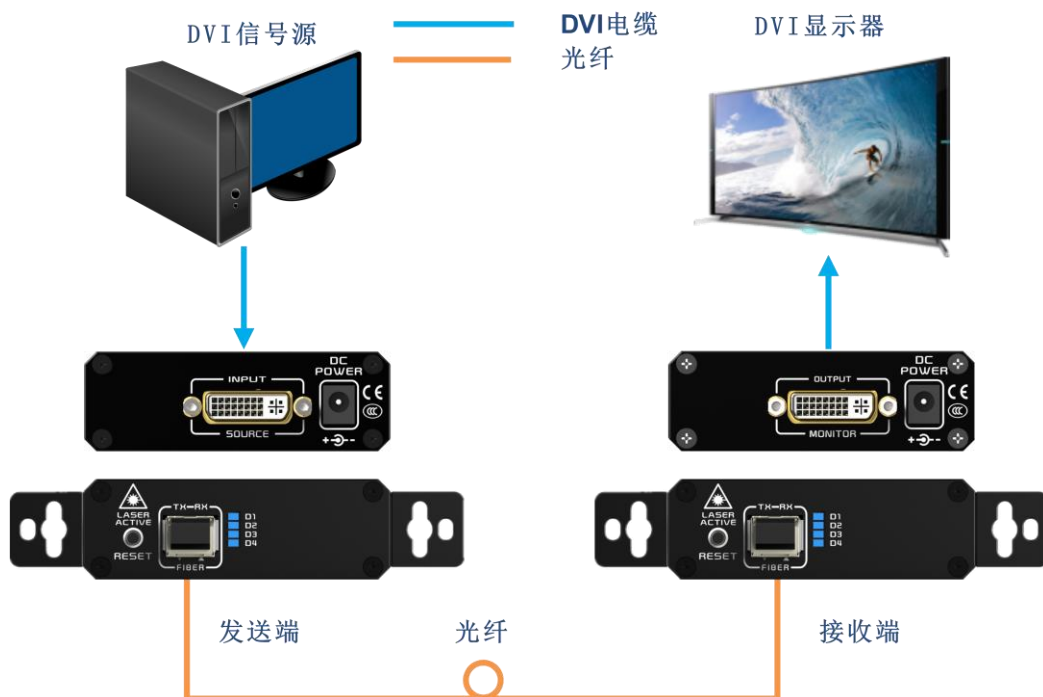 DVI信号源
DVI电缆
光纤
DVI显示器
INPUT
SOURCE
DC
POWER
CE
CCC
OUTPUT
MONITOR
DC
POWER
CE
CCC
LASER
ACTIVE
RESET
TX-RX
FIBER
D1
D2
D3
D4
LASER
ACTIVE
RESET
TX-RX
FIBER
D1
D2
D3
D4
发送端
光纤
接收端